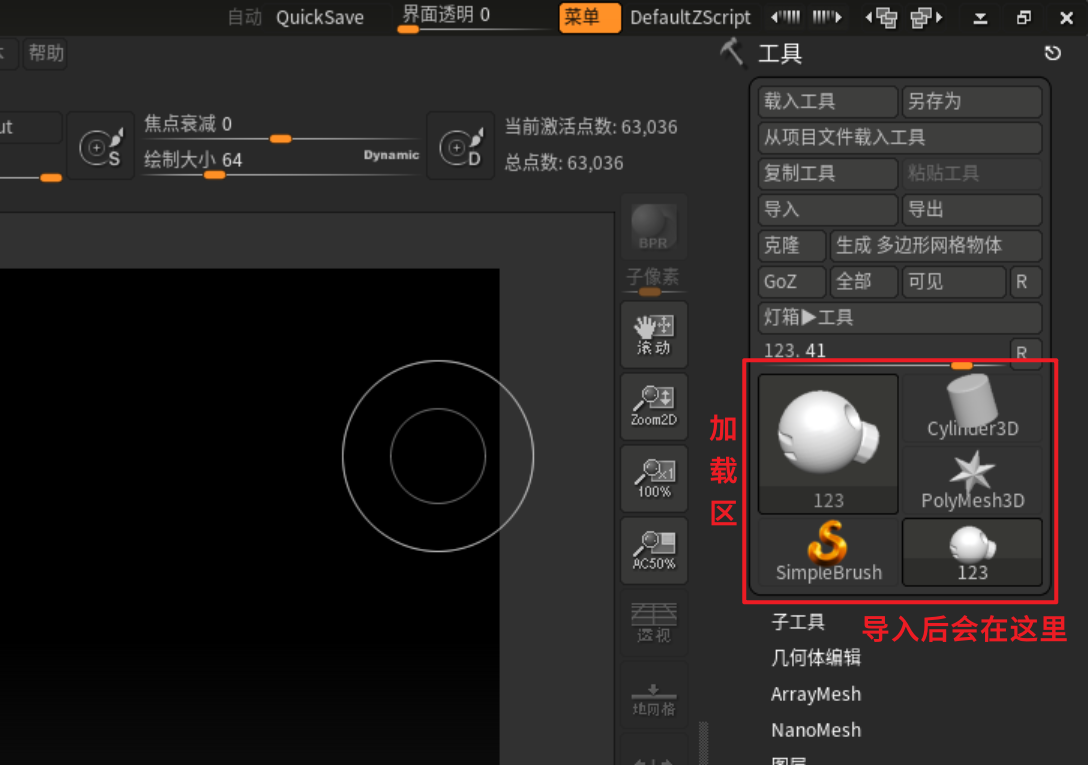 自动 QuickSave 界面透明 0 菜单 DefaultZScript
帮助
工具
载入工具 另存为
从项目文件载入工具
复制工具 粘贴工具
导入 导出
克隆 生成 多边形网格物体
GoZ 全部 可见 R
灯箱▶工具
123. 41 R
ut
S
焦点衰减 0
绘制大小 64 Dynamic
D
当前激活点数: 63,036
总点数: 63,036
BPR
子像素
滚动
Zoom2D
100%
AC50%
透视
地网格
加
载
区
123
Cylinder3D
PolyMesh3D
SimpleBrush
123
导入后会在这里
子工具
几何体编辑
ArrayMesh
NanoMesh
图层